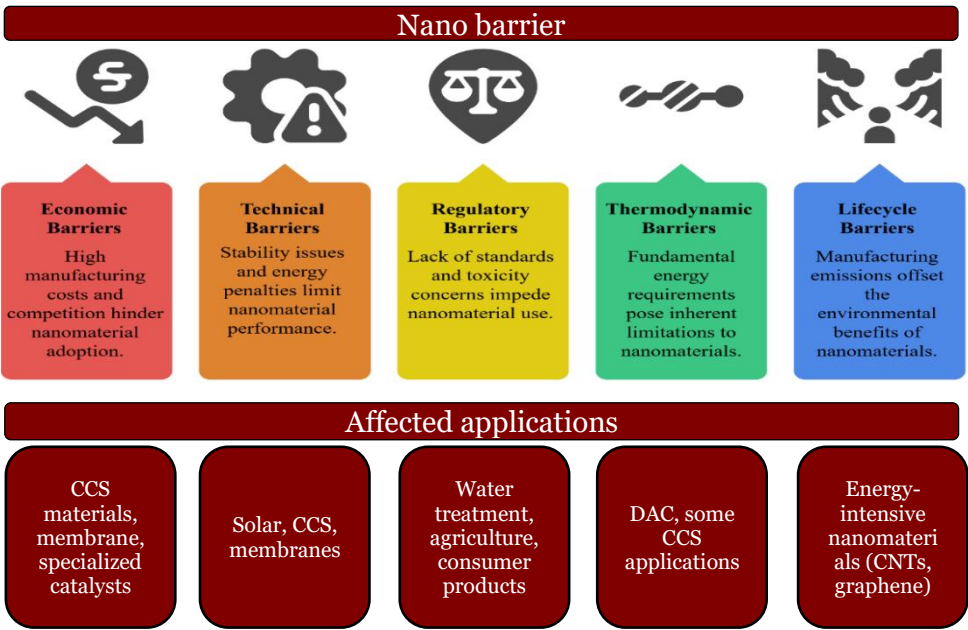 Nano barrier
Economic
Barriers
High
manufacturing
costs and
competition hinder
nanomaterial
adoption.
Technical
Barriers
Stability issues
and energy
penalties limit
nanomaterial
performance.
Regulatory
Barriers
Lack of standards
and toxicity
concerns impede
nanomaterial use.
Thermodynamic
Barriers
Fundamental
energy
requirements
pose inherent
limitations to
nanomaterials.
Lifecycle
Barriers
Manufacturing
emissions offset
the
environmental
benefits of
nanomaterials.
Affected applications
CCS
materials,
membrane,
specialized
catalysts
Solar, CCS,
membranes
Water
treatment,
agriculture,
consumer
products
DAC, some
CCS
applications
Energy-
intensive
nanomateri
als (CNTs,
graphene)